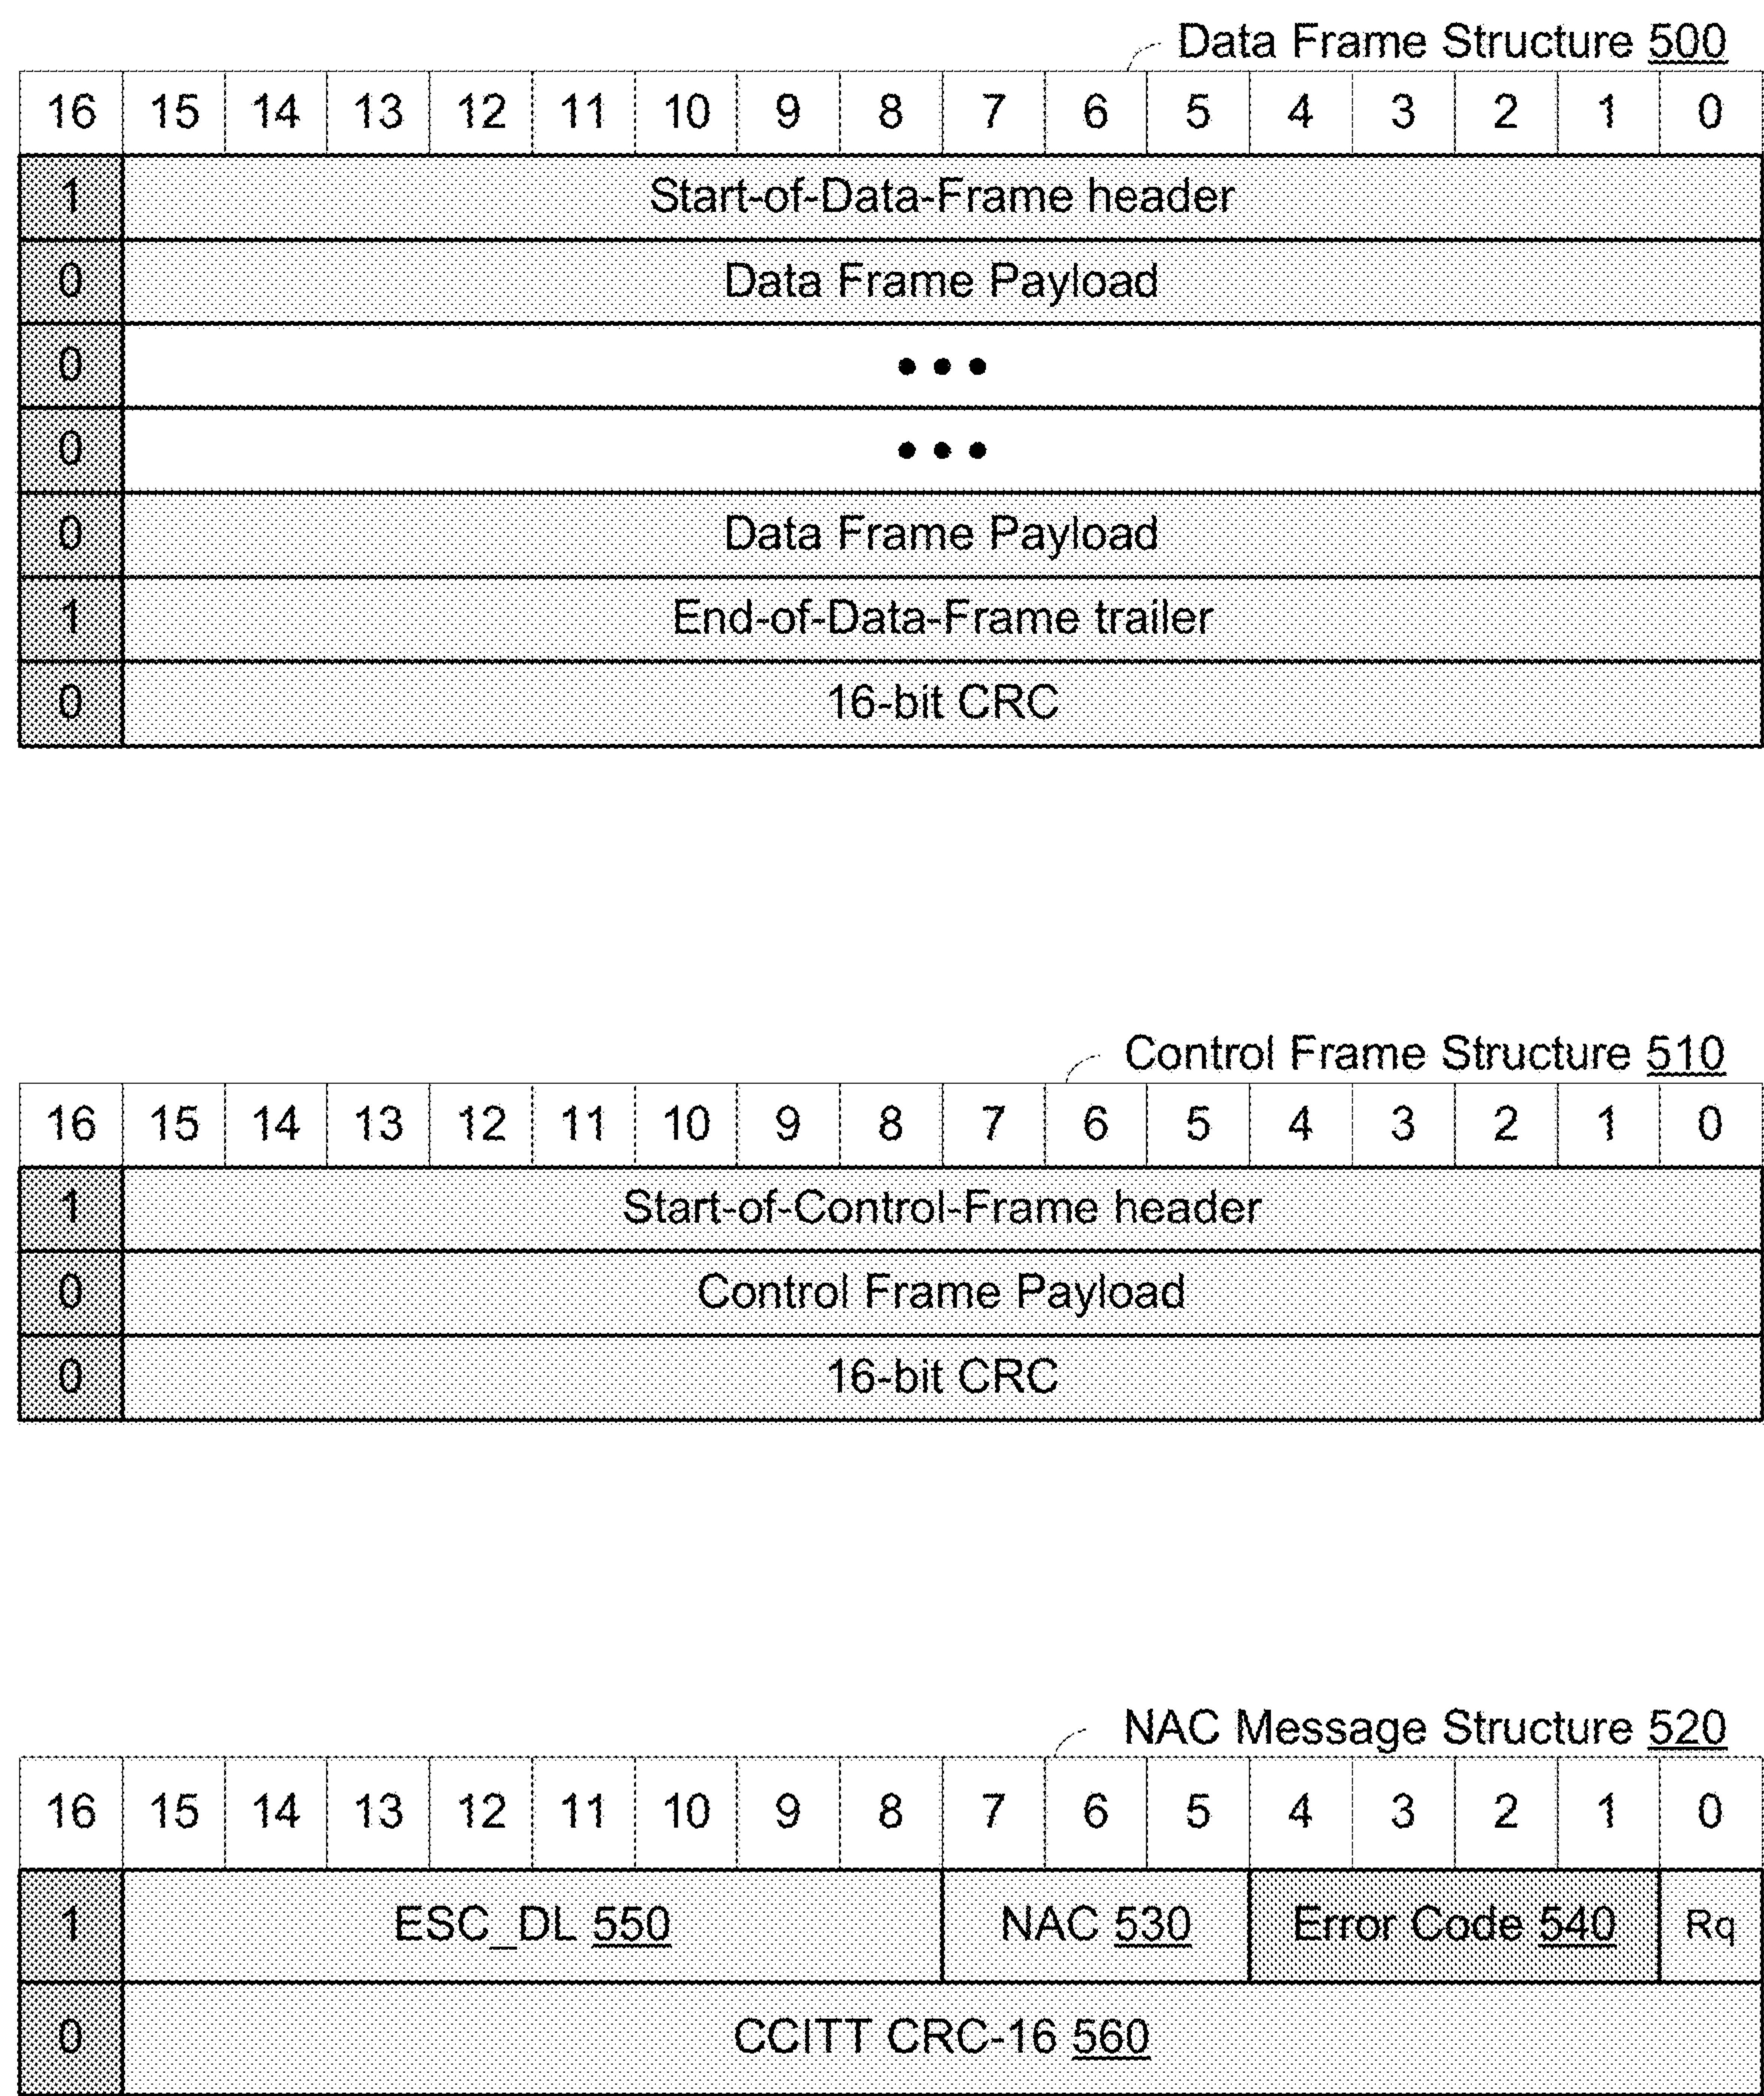 Data Frame Structure 500
16 15 14 13 12 11 10 9 8 7 6 5 4 3 2 1 0
1 Start-of-Data-Frame header
0 Data Frame Payload
0 •••
0 •••
0 Data Frame Payload
1 End-of-Data-Frame trailer
0 16-bit CRC
Control Frame Structure 510
16 15 14 13 12 11 10 9 8 7 6 5 4 3 2 1 0
1 Start-of-Control-Frame header
0 Control Frame Payload
0 16-bit CRC
NAC Message Structure 520
16 15 14 13 12 11 10 9 8 7 6 5 4 3 2 1 0
1 ESC_DL 550 NAC 530 Error Code 540 Rq
0 CCITT CRC-16 560